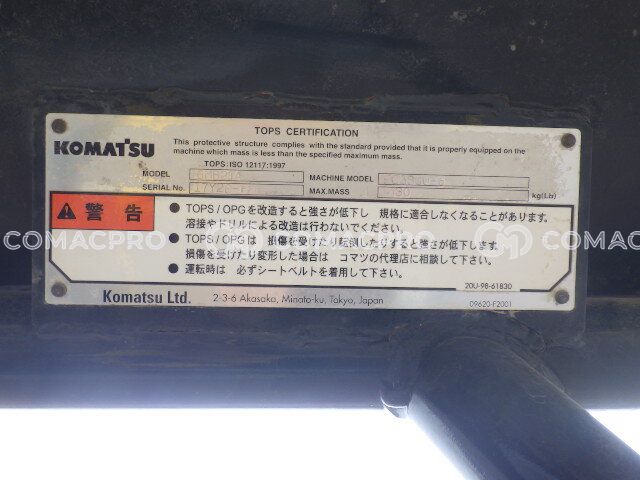 TOPS CERTIFICATION
KOMATSU
This protective structure complies with the standard provided that it is properly equipped on the
machine which mass is less than the specified maximum mass.
TOPS:ISO 12117:1997
MODEL MACHINE MODEL
SERIAL No. MAX.MASS kg(Lb)
警告
● TOPS / OPGを改造すると強さが低下し 規格に適合しなくなることがあります。
溶接やドリルによる改造は行わないでください。
● TOPS / OPG は 損傷を受けたり転倒したりすると強さが低下します。
損傷を受けたり変形した場合は コマツの代理店に相談して下さい。
● 運転時は 必ずシートベルトを着用して下さい。
20U-98-61830
Komatsu Ltd. 2-3-6 Akasaka, Minato-ku, Tokyo, Japan 09620-F2001
COMACPRO COMACPRO COMACPRO